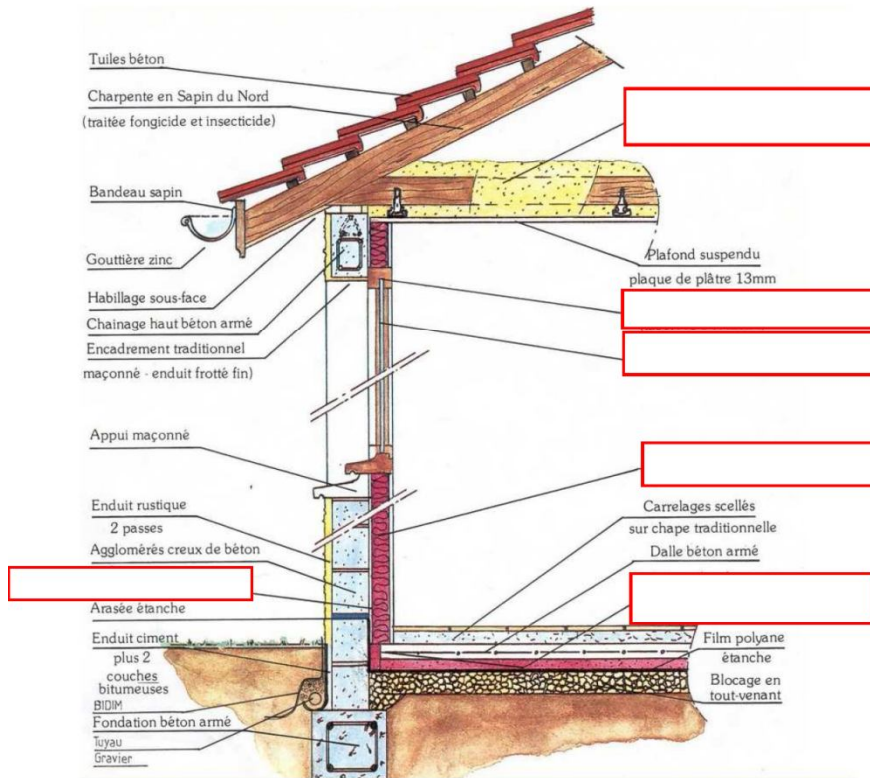 Tuiles béton
Charpente en Sapin du Nord
(traitée fongicide et insecticide)
Bandeau sapin
Gouttière zinc
Habillage sous-face
Chainage haut béton armé
Encadrement traditionnel
maçonné - enduit frotté fin)
Appui maçonné
Enduit rustique
2 passes
Agglomérés creux de béton
Arasée étanche
Enduit ciment
plus 2
couches
bitumeuses
BIDIM
Fondation béton armé
Tuyau
Gravier
Plafond suspendu
plaque de plâtre 13mm
Carrelages scellés
sur chape traditionnelle
Dalle béton armé
Film polyane
étanche
Blocage en
tout-venant